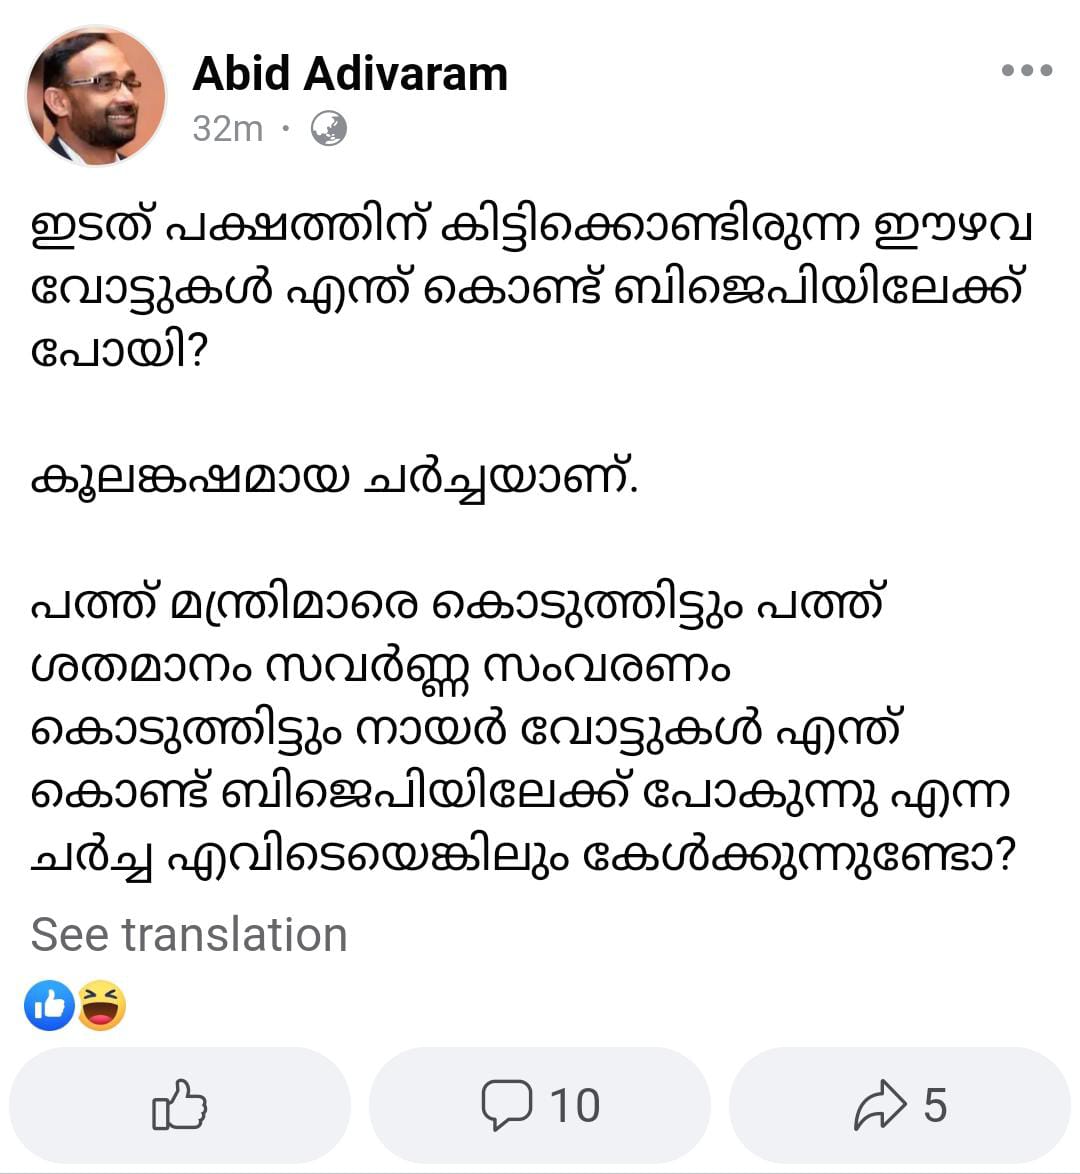 Abid Adivaram
32m
ഇടത് പക്ഷത്തിന് കിട്ടിക്കൊണ്ടിരുന്ന ഈഴവ
വോട്ടുകൾ എന്ത് കൊണ്ട് ബിജെപിയിലേക്ക്
പോയി?
കൂലങ്കഷമായ ചർച്ചയാണ്.
പത്ത് മന്ത്രിമാരെ കൊടുത്തിട്ടും പത്ത്
ശതമാനം സവർണ്ണ സംവരണം
കൊടുത്തിട്ടും നായർ വോട്ടുകൾ എന്ത്
കൊണ്ട് ബിജെപിയിലേക്ക് പോകുന്നു എന്ന
ചർച്ച എവിടെയെങ്കിലും കേൾക്കുന്നുണ്ടോ?
See translation
10
5